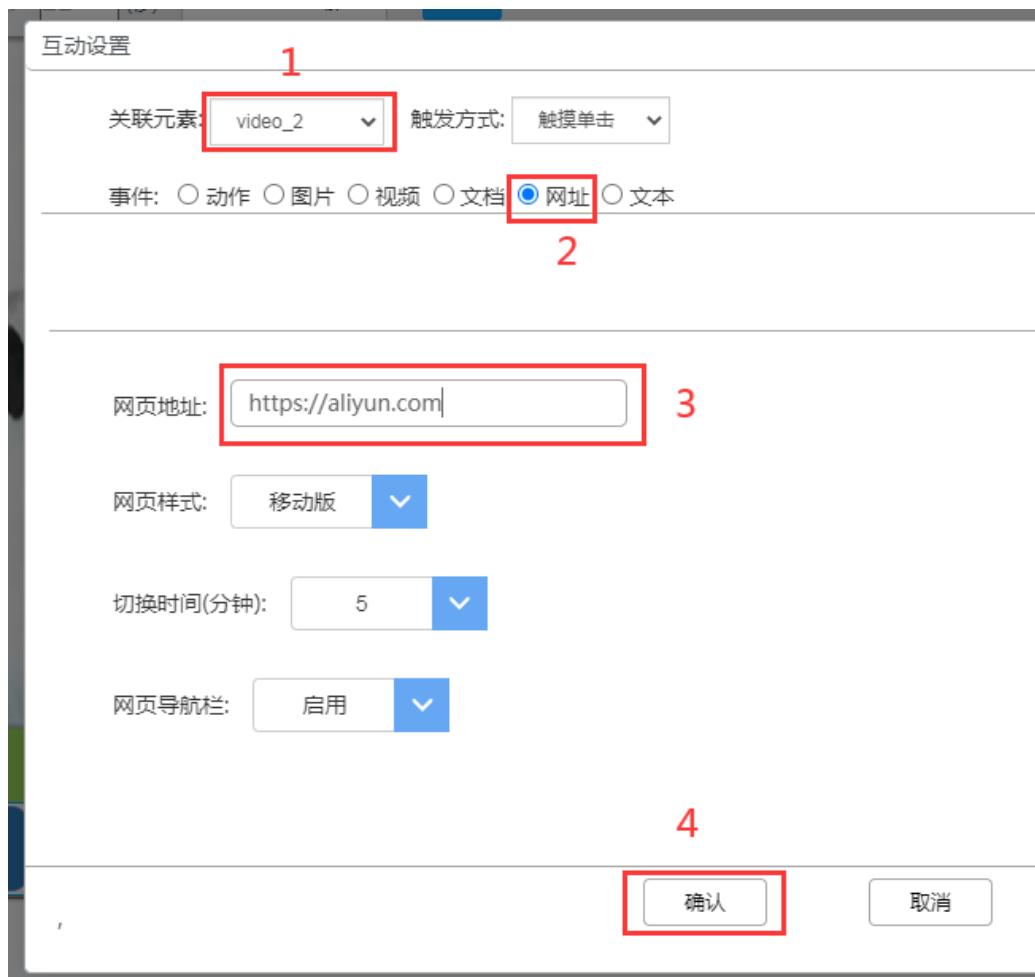 互动设置
1
关联元素: video_2 触发方式: 触摸单击
事件: 动作 图片 视频 文档 网址 文本
2
网页地址: https://aliyun.com 3
网页样式: 移动版
切换时间(分钟): 5
网页导航栏: 启用
4
确认 取消
,